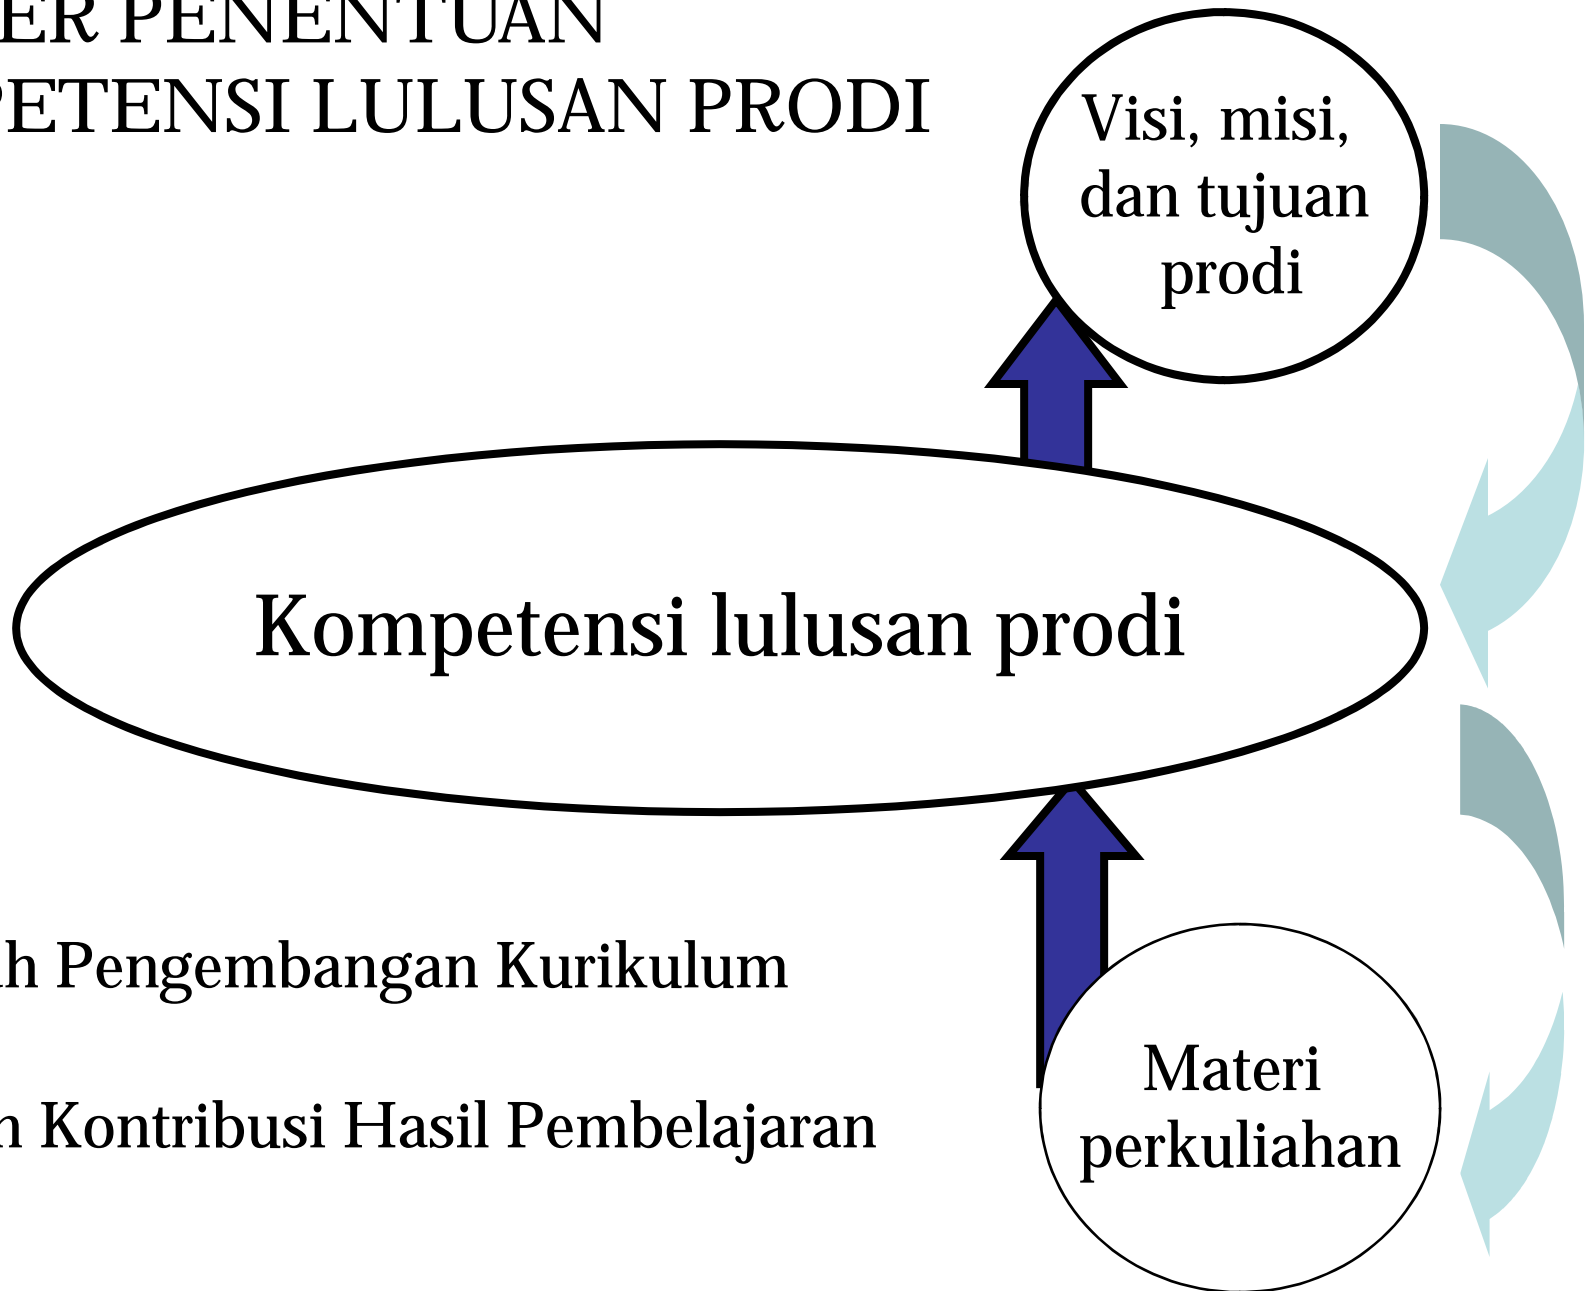 ER PENENTUAN
PETENSI LULUSAN PRODI
Visi, misi,
dan tujuan
prodi
Kompetensi lulusan prodi
h Pengembangan Kurikulum
n Kontribusi Hasil Pembelajaran
Materi
perkuliahan